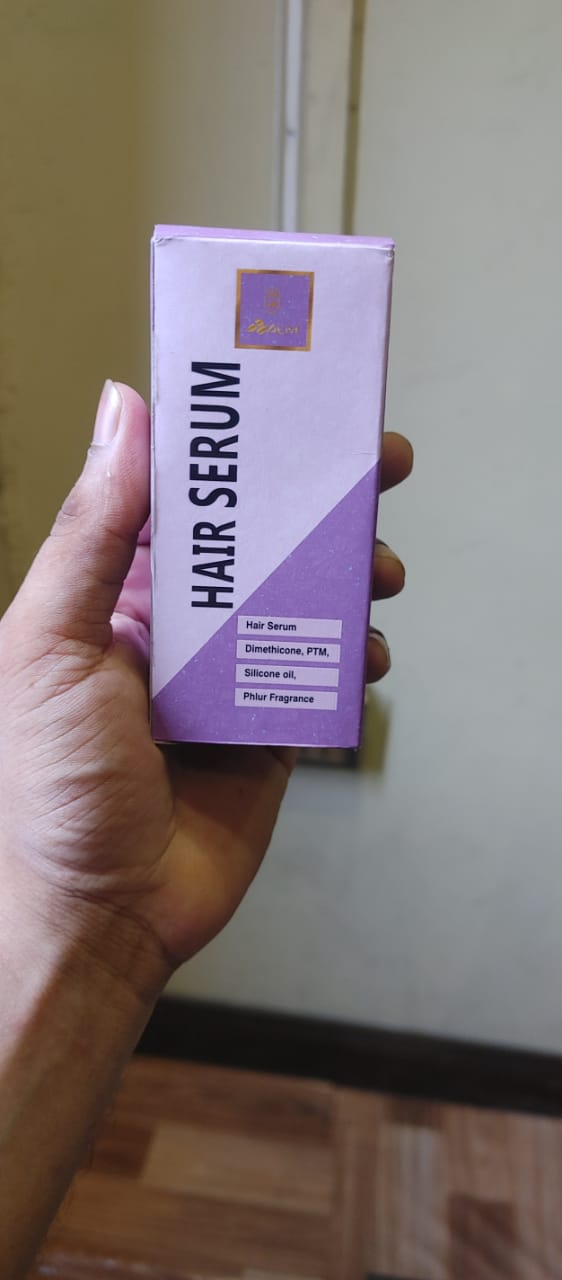 HAIR SERUM
Hair Serum
Dimethicone, PTM,
Silicone oil,
Phlur Fragrance